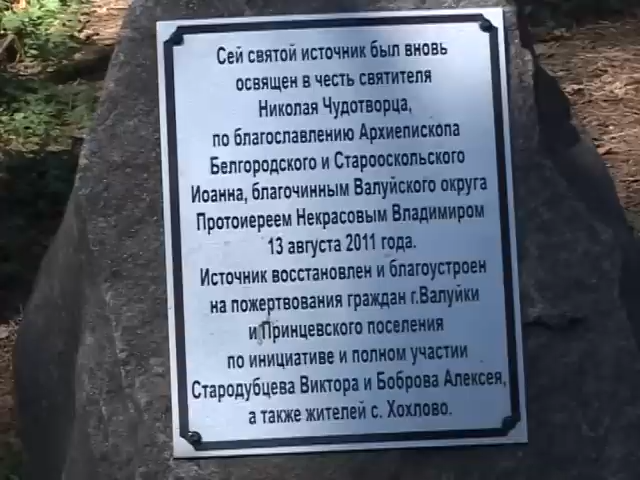 Сей святой источник был вновь
освящен в честь святителя
Николая Чудотворца,
по благославлению Архиепископа
Белгородского и Старооскольского
Иоанна, благочинным Валуйского округа
Протоиереем Некрасовым Владимиром
13 августа 2011 года.
Источник восстановлен и благоустроен
на пожертвования граждан г.Валуйки
и Принцевского поселения
по инициативе и полном участии
Стародубцева Виктора и Боброва Алексея,
а также жителей с. Хохлово.